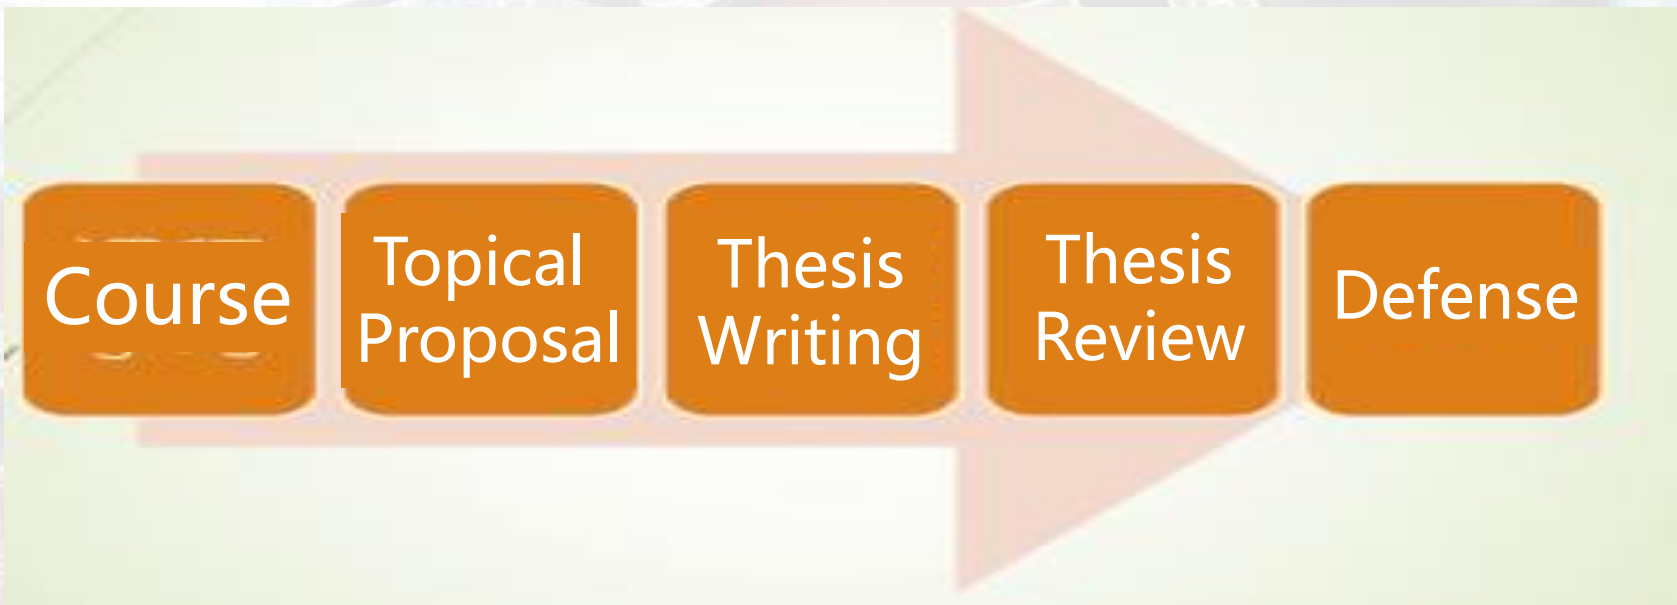 Course
Topical
Proposal
Thesis
Writing
Thesis
Review
Defense